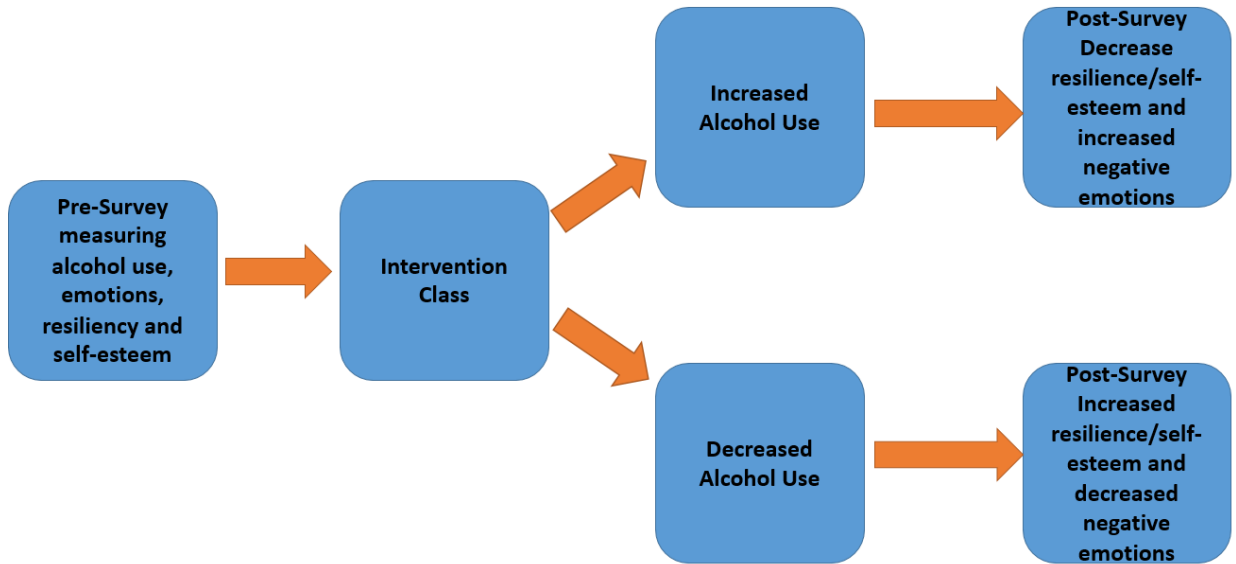 Pre-Survey
measuring
alcohol use,
emotions,
resiliency and
self-esteem
Intervention
Class
Increased
Alcohol Use
Post-Survey
Decrease
resilience/self-
esteem and
increased
negative
emotions
Decreased
Alcohol Use
Post-Survey
Increased
resilience/self-
esteem and
decreased
negative
emotions